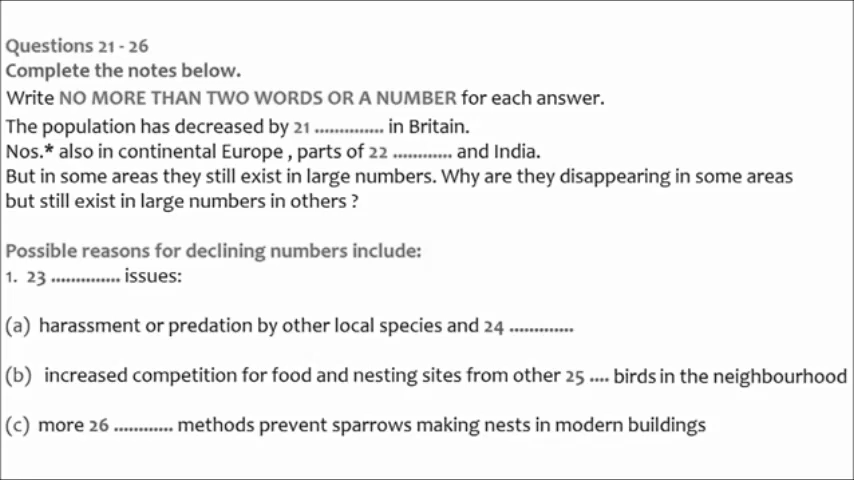 Questions 21 - 26
Complete the notes below.
Write NO MORE THAN TWO WORDS OR A NUMBER for each answer.
The population has decreased by 21 .............. in Britain.
Nos.* also in continental Europe , parts of 22 ............ and India.
But in some areas they still exist in large numbers. Why are they disappearing in some areas
but still exist in large numbers in others ?
Possible reasons for declining numbers include:
1. 23 .............. issues:
(a) harassment or predation by other local species and 24 .............
(b) increased competition for food and nesting sites from other 25 .... birds in the neighbourhood
(c) more 26 ............ methods prevent sparrows making nests in modern buildings